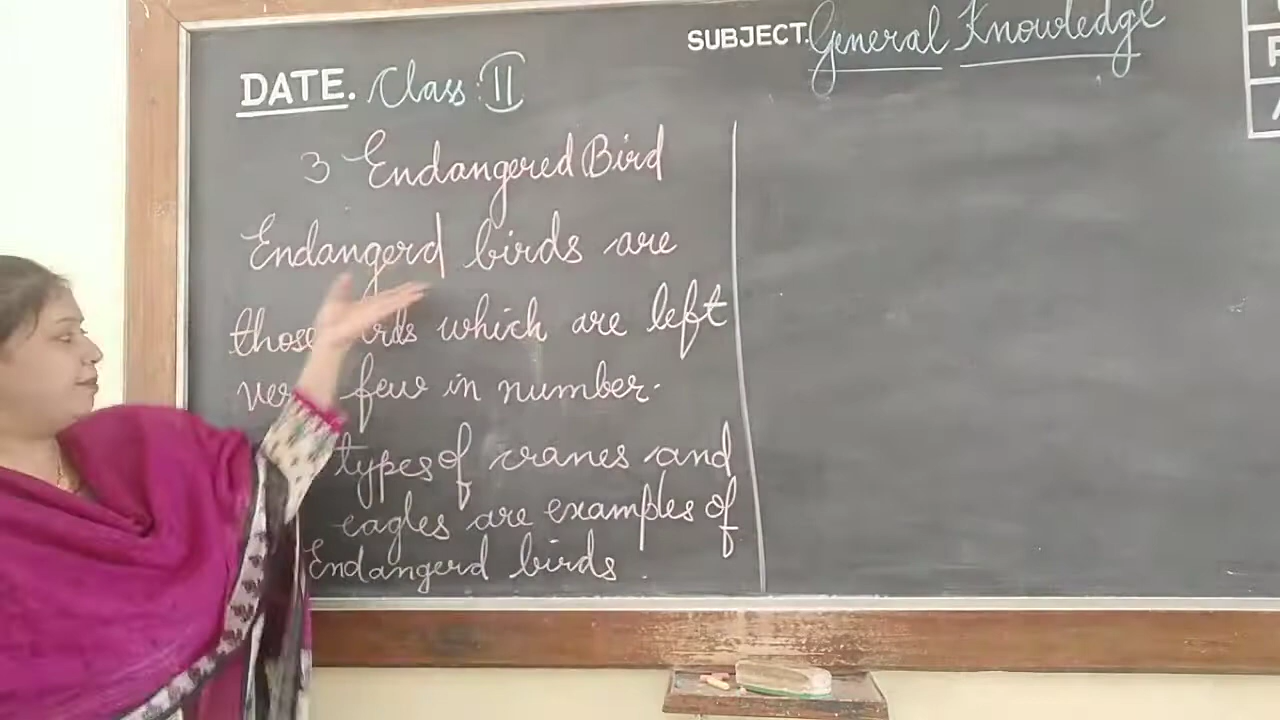 SUBJECT. General Knowledge
DATE. Class : II
3 Endangered Bird
Endangerd birds are
those which are left
few in number.
types of cranes and
eagles are examples of
Endangerd birds.